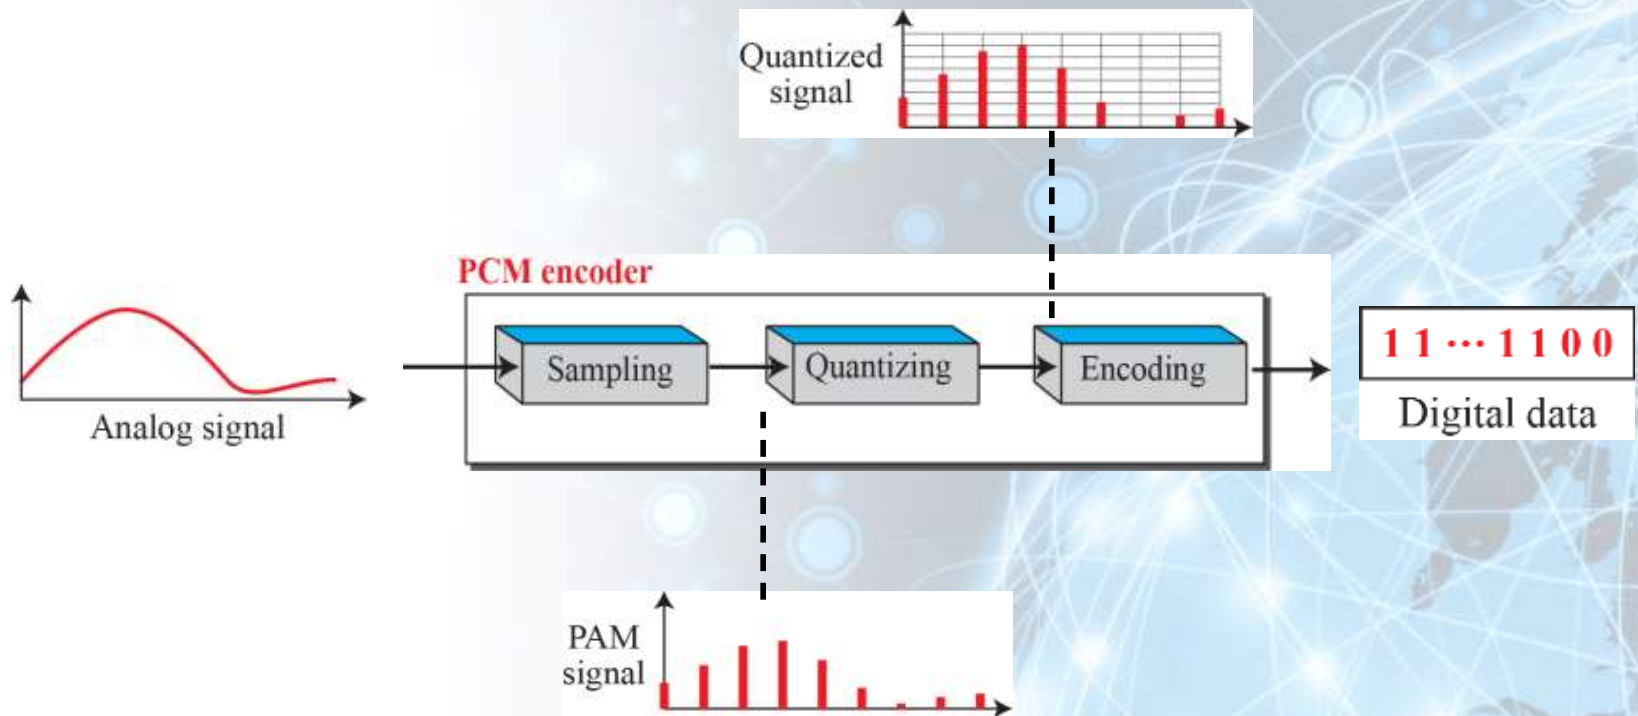 Quantized
signal
PCM encoder
Sampling
Quantizing
Encoding
1 1 ··· 1 1 0 0
Analog signal
Digital data
PAM
signal